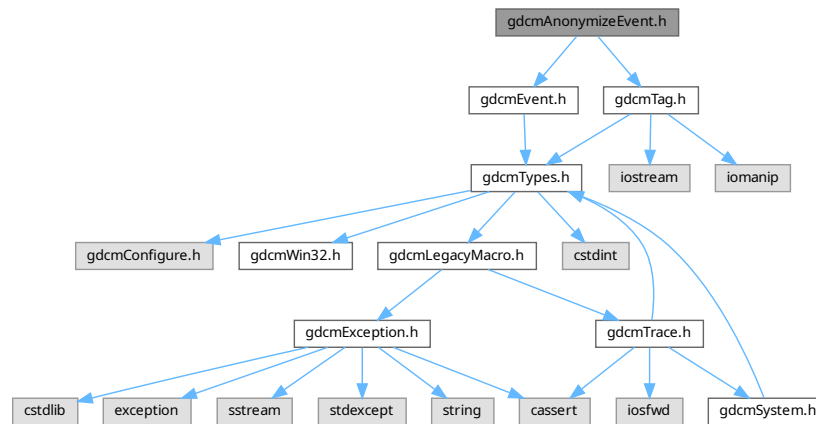 gdcmAnonymizeEvent.h
gdcmEvent.h
gdcmTag.h
gdcmTypes.h
iostream
iomanip
gdcmConfigure.h
gdcmWin32.h
gdcmLegacyMacro.h
cstdint
gdcmException.h
gdcmTrace.h
cstdlib
exception
sstream
stdexcept
string
cassert
iosfwd
gdcmSystem.h